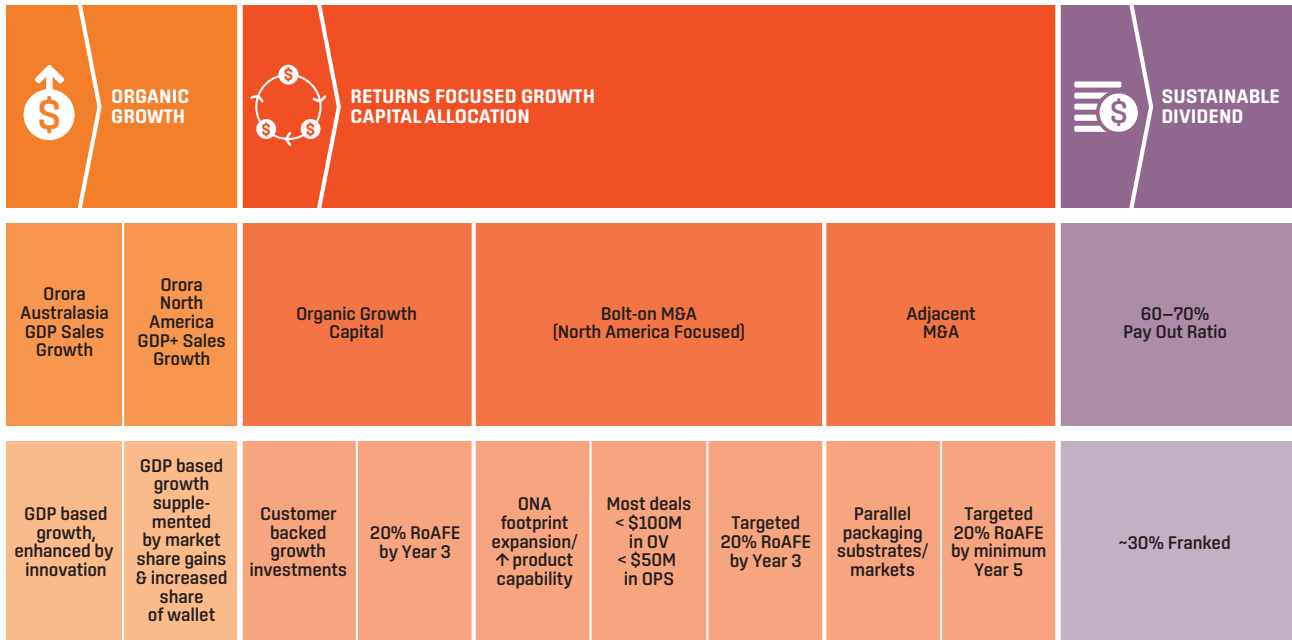 ORGANIC
GROWTH
RETURNS FOCUSED GROWTH
CAPITAL ALLOCATION
SUSTAINABLE
DIVIDEND
Orora
Australasia
GDP Sales
Growth
Orora
North
America
GDP+ Sales
Growth
Organic Growth
Capital
Bolt-on M&A
(North America Focused)
Adjacent
M&A
60–70%
Pay Out Ratio
GDP based
growth,
enhanced by
innovation
GDP based
growth
supple-
mented
by market
share gains
& increased
share
of wallet
Customer
backed
growth
investments
20% RoAFE
by Year 3
ONA
footprint
expansion/
↑ product
capability
Most deals
< $100M
in OV
< $50M
in OPS
Targeted
20% RoAFE
by Year 3
Parallel
packaging
substrates/
markets
Targeted
20% RoAFE
by minimum
Year 5
~30% Franked